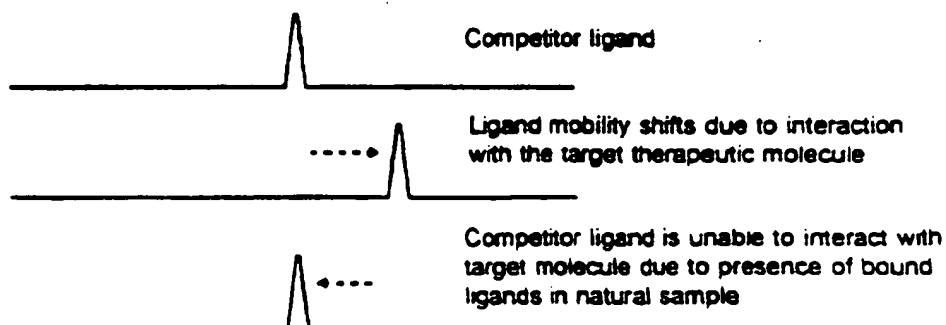 Competitor ligand
Ligand mobility shifts due to interaction
with the target therapeutic molecule
Competitor ligand is unable to interact with
target molecule due to presence of bound
ligands in natural sample